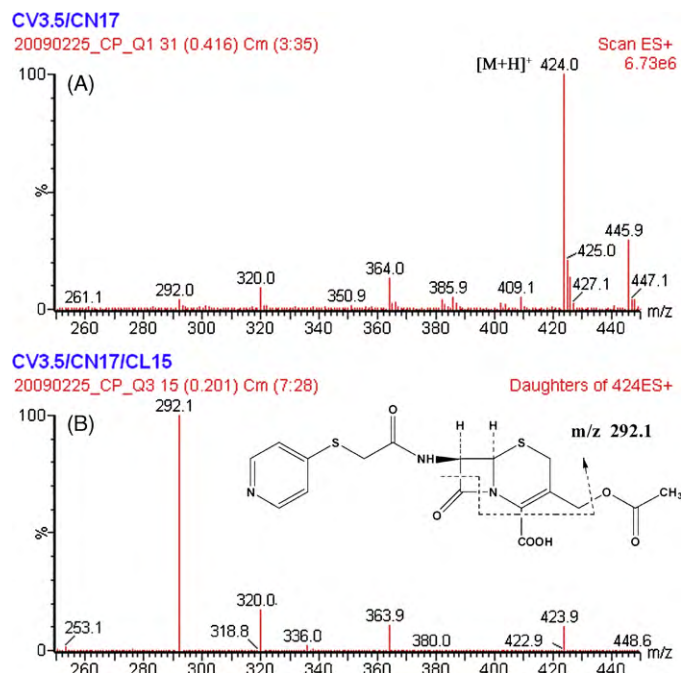 CV3.5/CN17
20090225_CP_Q1 31 (0.416) Cm (3:35)
Scan ES+
6.73e6
100
(A)
[M+H]+
424.0
%
445.9
425.0
364.0
320.0
292.0
385.9
409.1
427.1
447.1
261.1
350.9
0
m/z
260 280 300 320 340 360 380 400 420 440
CV3.5/CN17/CL15
20090225_CP_Q3 15 (0.201) Cm (7:28)
Daughters of 424ES+
100
292.1
(B)
O
H H
S
m/z 292.1
S
NH
N
N
O
CH3
O
O
COOH
%
320.0
363.9
423.9
253.1
318.8
336.0
380.0
422.9
448.6
0
m/z
260 280 300 320 340 360 380 400 420 440